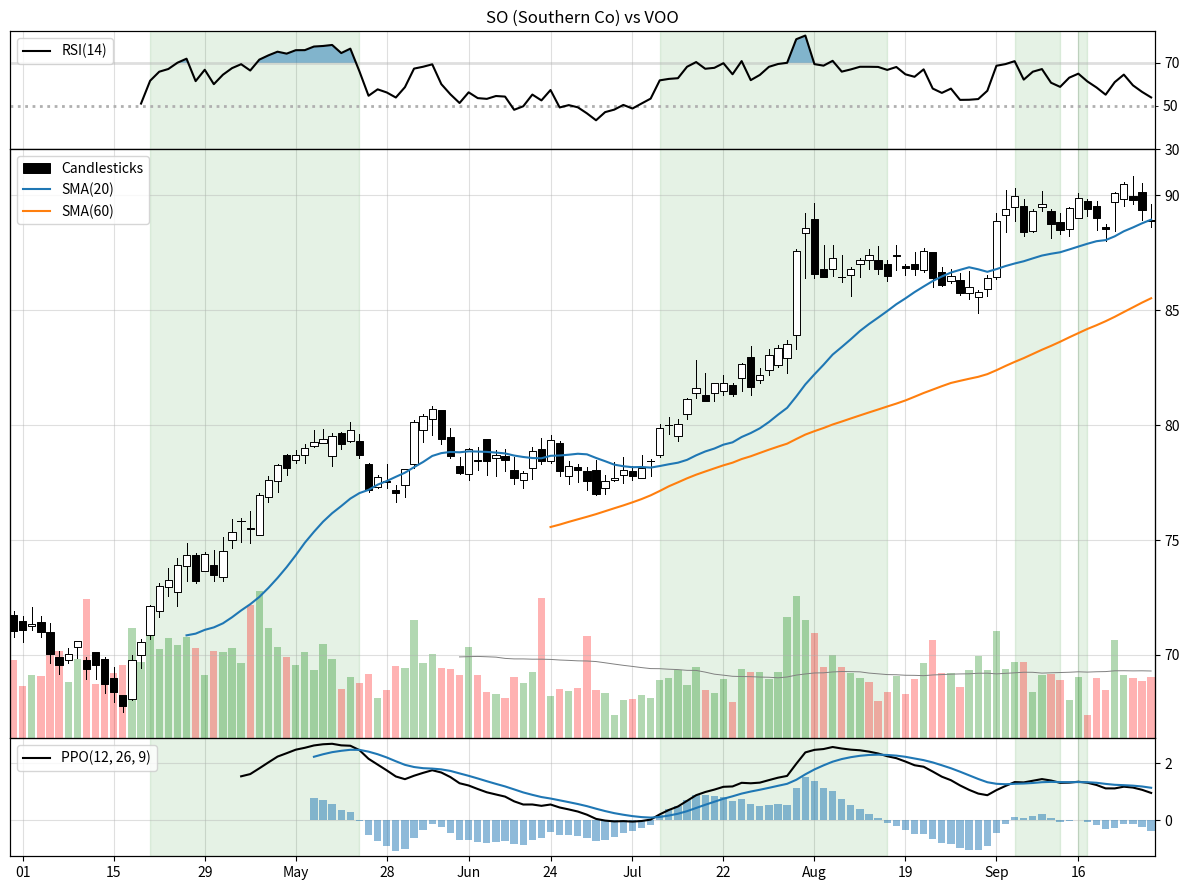 SO (Southern Co) vs VOO
RSI(14)
70
50
30
Candlesticks
SMA(20)
SMA(60)
90
85
80
75
70
PPO(12, 26, 9)
2
0
01 15 29 May 28 Jun 24 Jul 22 Aug 19 Sep 16